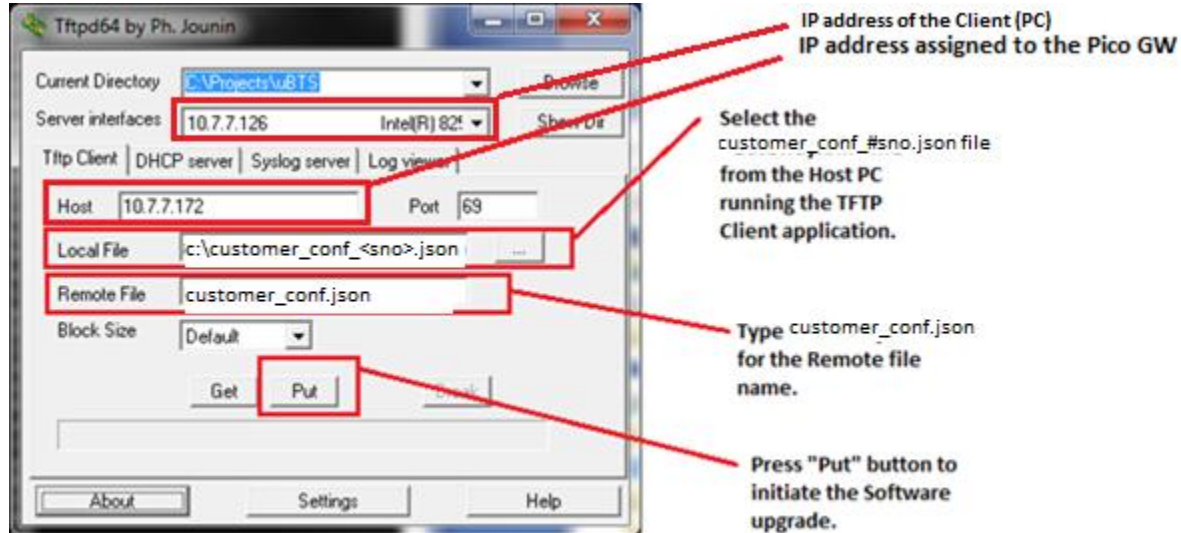 Tftpd64 by Ph. Jounin
IP address of the Client (PC)
IP address assigned to the Pico GW
Current Directory C:\Projects\uBTS Browse
Server interfaces 10.7.7.126 Intel(R) 82 Show Dir
Tftp Client DHCP server Syslog server Log viewer
Host 10.7.7.172 Port 69
Local File c:\customer_conf_<sno>.json ...
Remote File customer_conf.json
Block Size Default
Get Put Break
About Settings Help
Select the
customer_conf_#sno.json file
from the Host PC
running the TFTP
Client application.
Type customer_conf.json
for the Remote file
name.
Press "Put" button to
initiate the Software
upgrade.